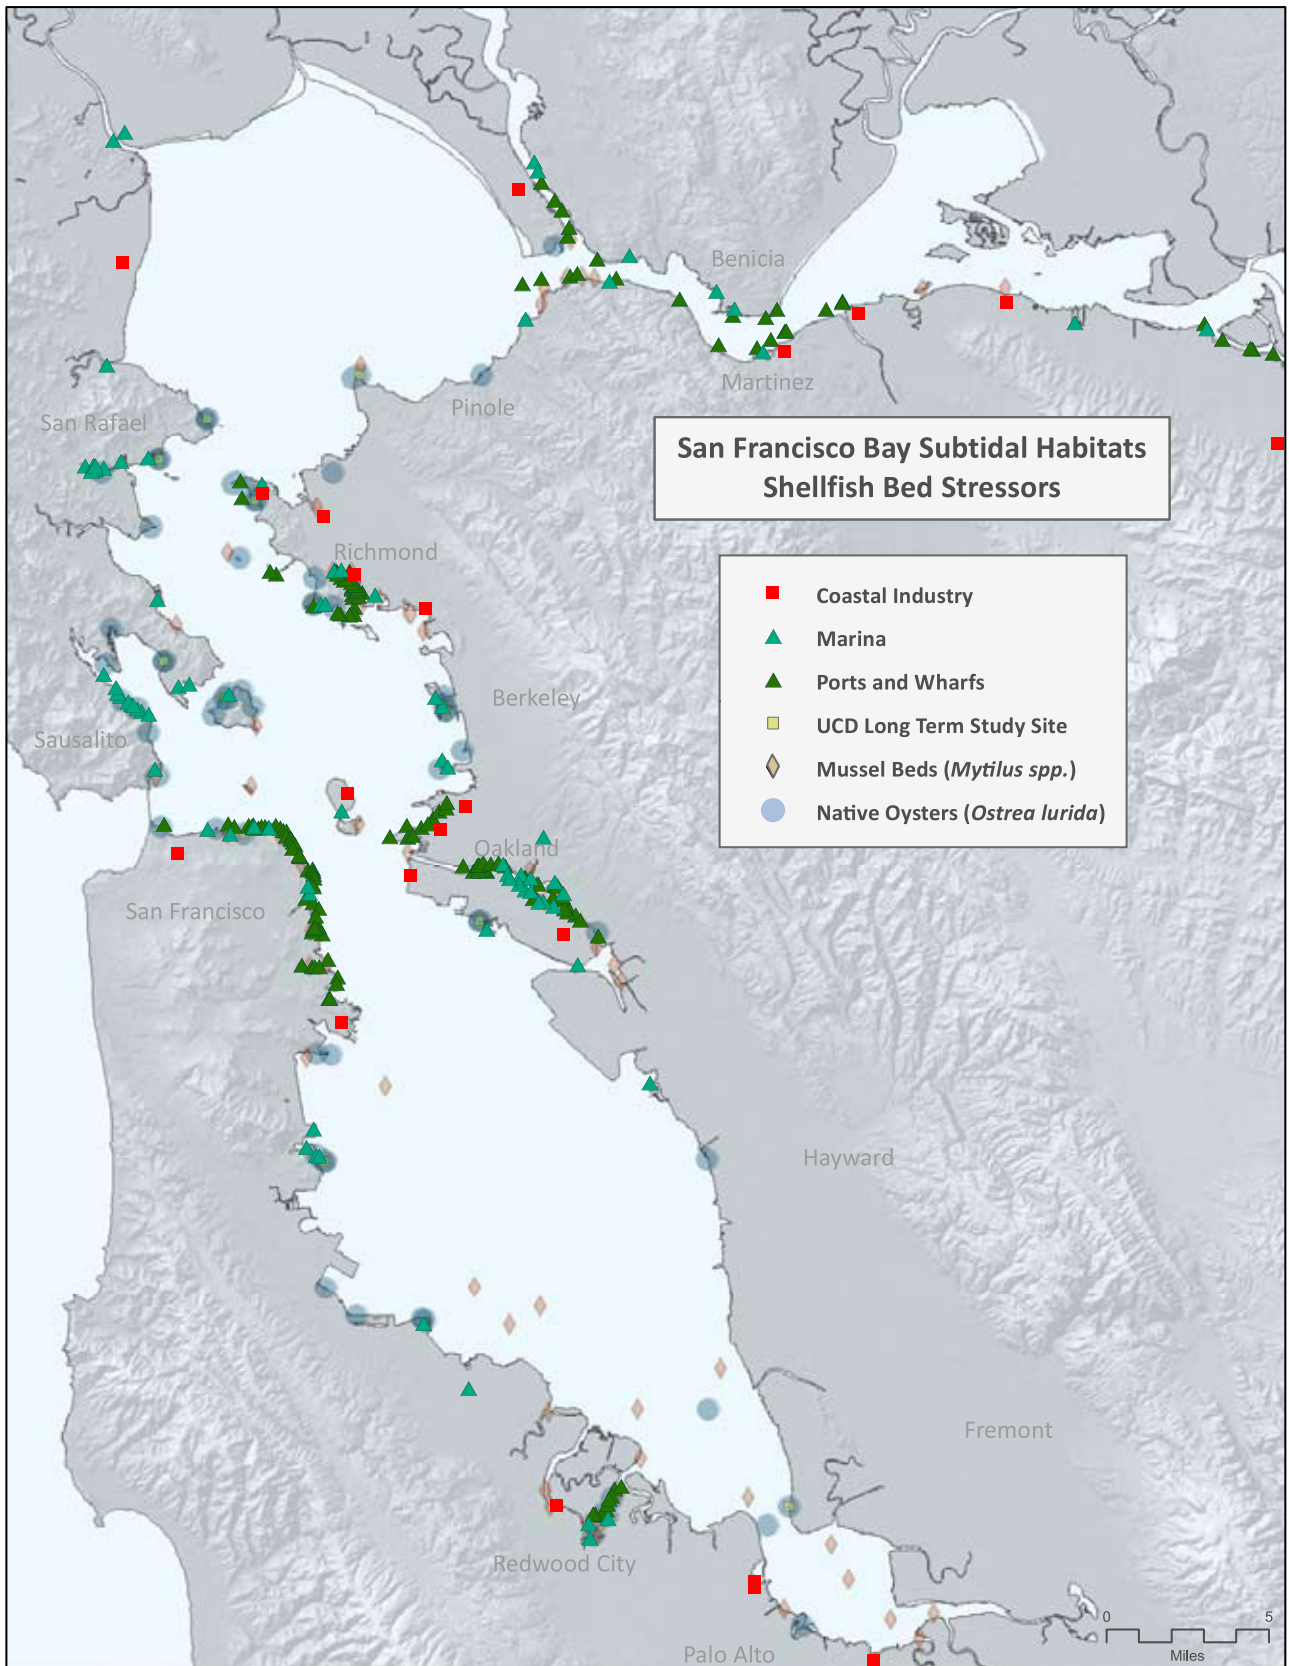 Benicia
Martinez
Pinole
San Rafael
San Francisco Bay Subtidal Habitats
Shellfish Bed Stressors
Richmond
Coastal Industry
Marina
Ports and Wharfs
UCD Long Term Study Site
Mussel Beds (Mytilus spp.)
Native Oysters (Ostrea lurida)
Berkeley
Sausalito
Oakland
San Francisco
Hayward
Fremont
Redwood City
Palo Alto
0 5
Miles